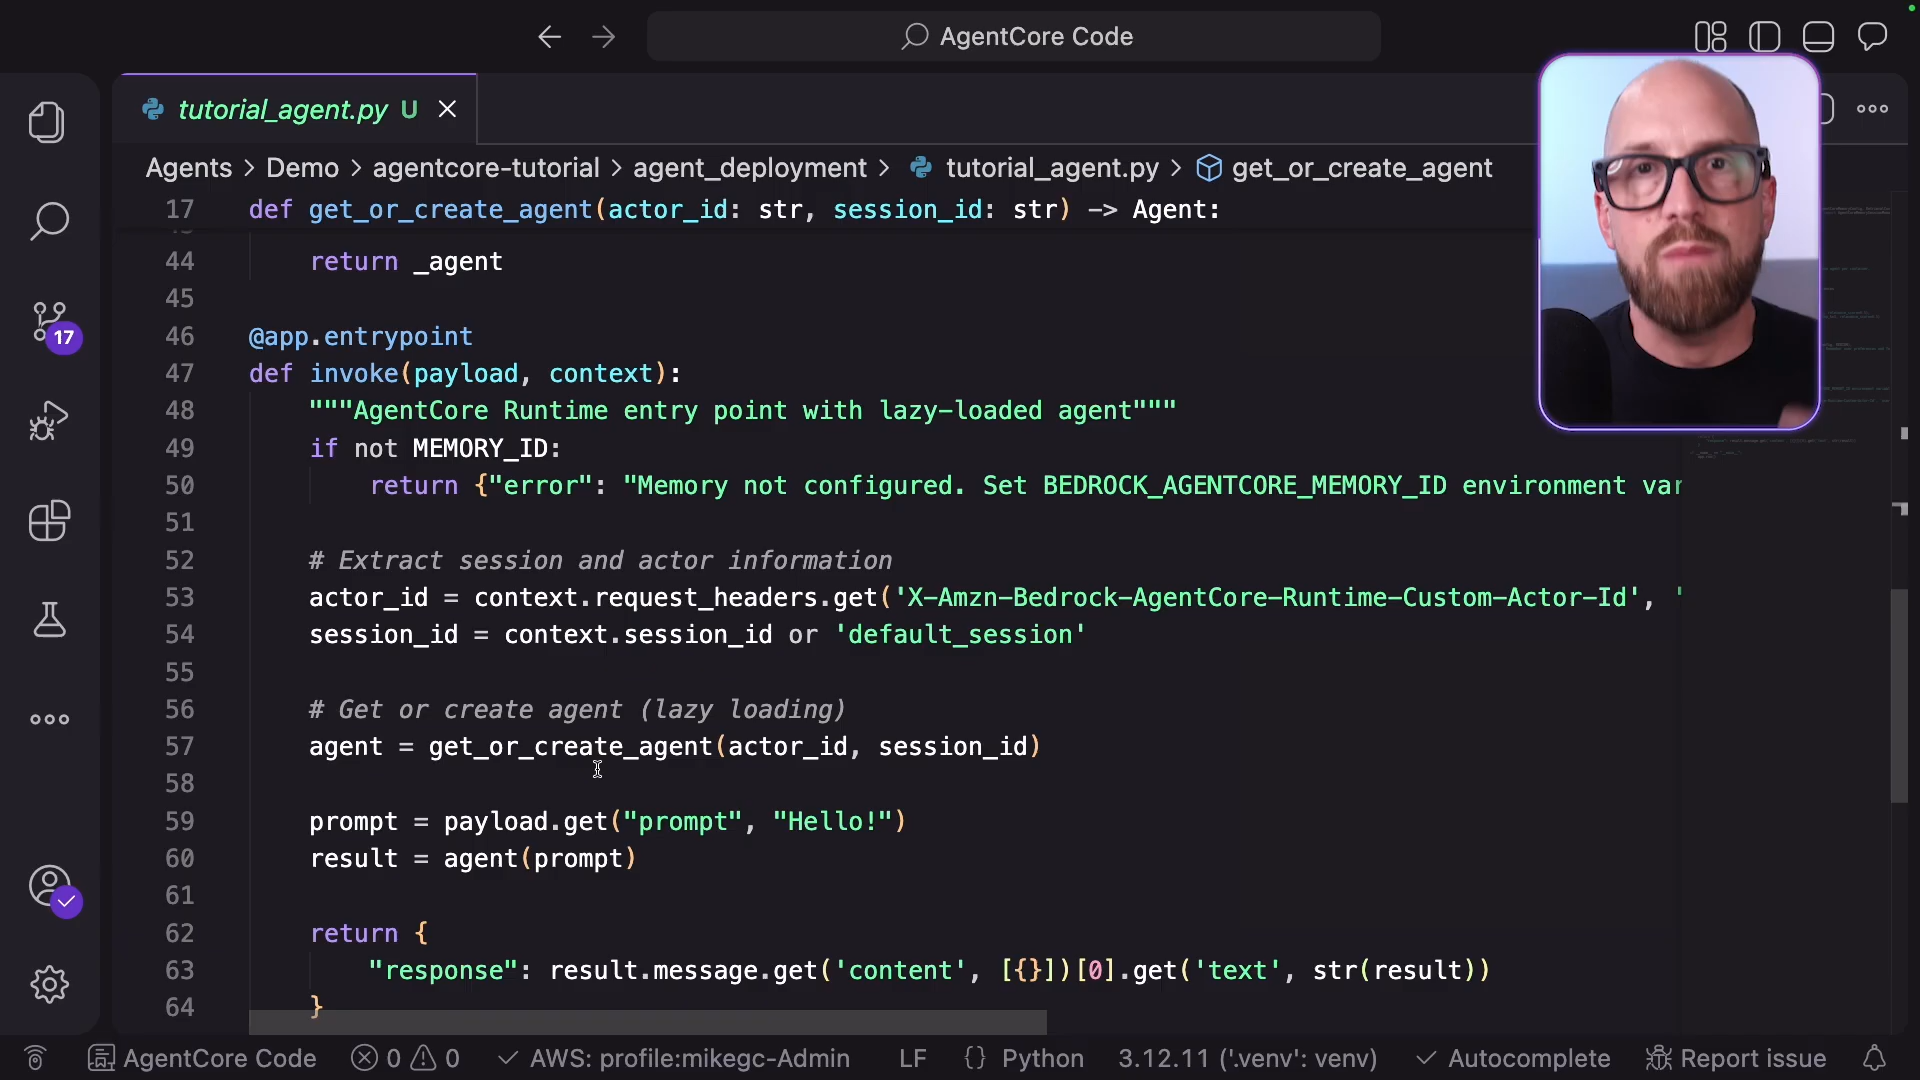 AgentCore Code
tutorial_agent.py U
Agents > Demo > agentcore-tutorial > agent_deployment > tutorial_agent.py > get_or_create_agent
17 def get_or_create_agent(actor_id: str, session_id: str) -> Agent:
44 return _agent
45
46 @app.entrypoint
47 def invoke(payload, context):
48 """AgentCore Runtime entry point with lazy-loaded agent"""
49 if not MEMORY_ID:
50 return {"error": "Memory not configured. Set BEDROCK_AGENTCORE_MEMORY_ID environment var
51
52 # Extract session and actor information
53 actor_id = context.request_headers.get('X-Amzn-Bedrock-AgentCore-Runtime-Custom-Actor-Id', '
54 session_id = context.session_id or 'default_session'
55
56 # Get or create agent (lazy loading)
57 agent = get_or_create_agent(actor_id, session_id)
58
59 prompt = payload.get("prompt", "Hello!")
60 result = agent(prompt)
61
62 return {
63 "response": result.message.get('content', [{}])[0].get('text', str(result))
64 }
17
AgentCore Code 0 0 AWS: profile:mikegc-Admin LF {} Python 3.12.11 ('.venv': venv) Autocomplete Report issue